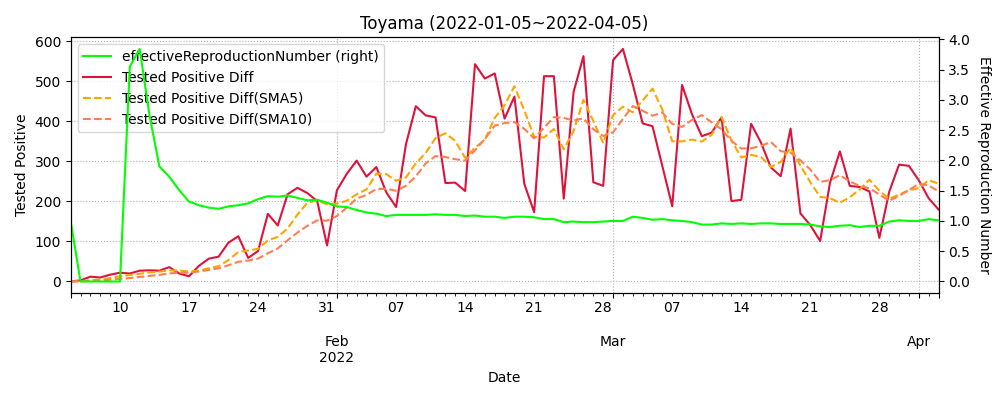 Toyama (2022-01-05~2022-04-05)
effectiveReproductionNumber (right)
Tested Positive Diff
Tested Positive Diff(SMA5)
Tested Positive Diff(SMA10)
Tested Positive
600
500
400
300
200
100
0
4.0
3.5
3.0
2.5
2.0
1.5
1.0
0.5
0.0
Effective Reproduction Number
10 17 24 31 07 14 21 28 07 14 21 28
Feb Mar Apr
2022
Date